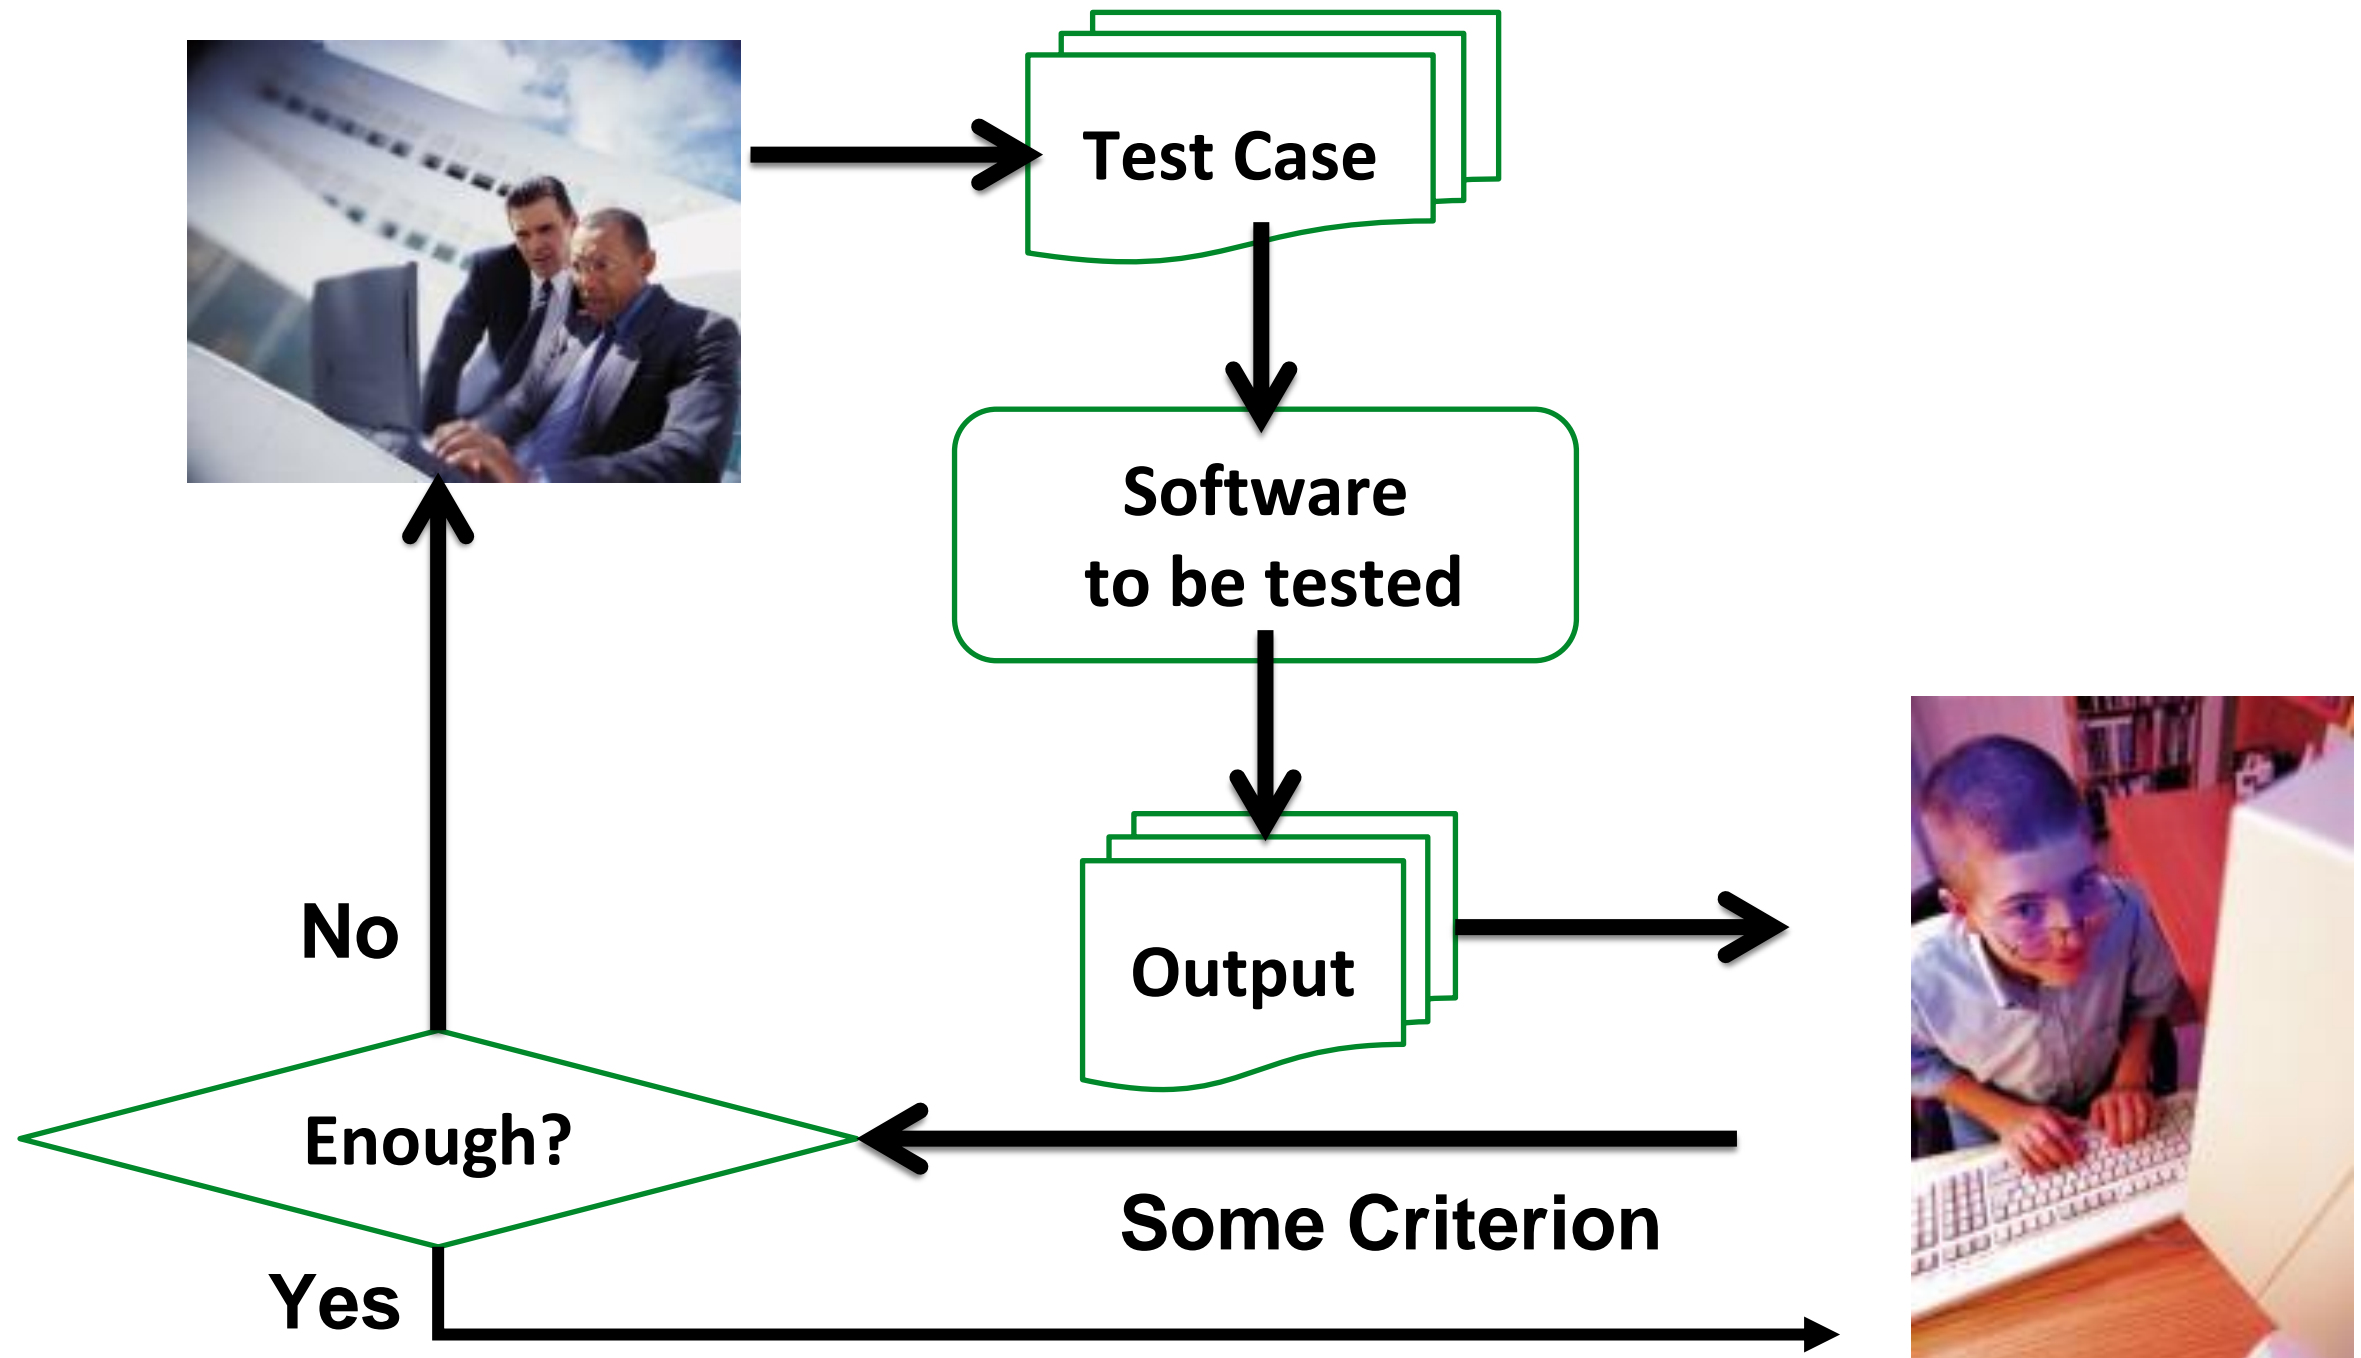 Test Case
Software
to be tested
Output
No
Enough?
Some Criterion
Yes